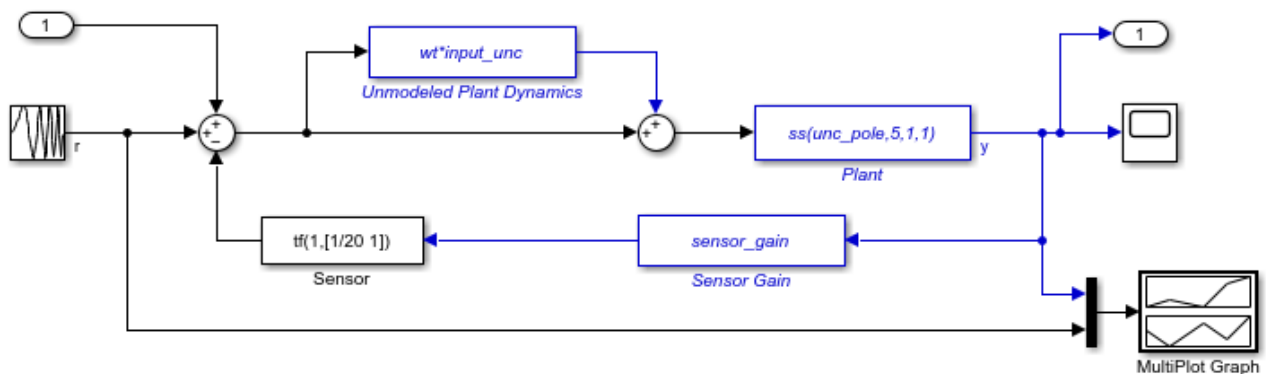 1
wt*input_unc
1
Unmodeled Plant Dynamics
+
+
−
r
+
+
ss(unc_pole,5,1,1)
y
Plant
tf(1,[1/20 1])
Sensor
sensor_gain
Sensor Gain
MultiPlot Graph